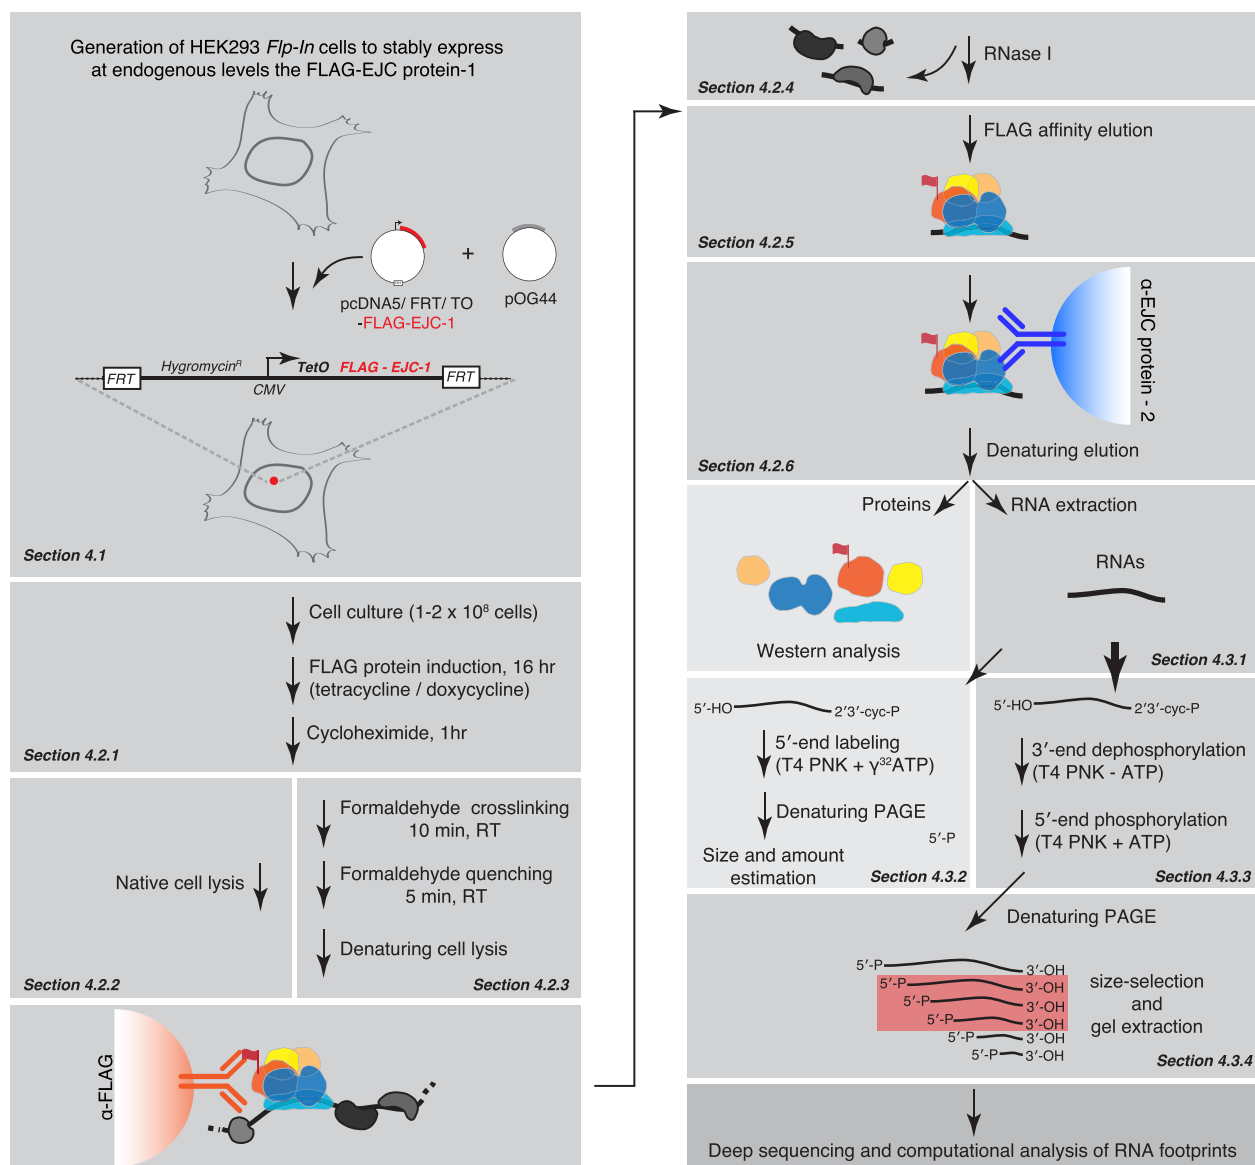 Generation of HEK293 Flp-In cells to stably express
at endogenous levels the FLAG-EJC protein-1
pcDNA5/ FRT/ TO
-FLAG-EJC-1
+
pOG44
FRT
Hygromycinᴿ
CMV
TetO
FLAG - EJC-1
FRT
Section 4.1
Cell culture (1-2 x 10⁸ cells)
FLAG protein induction, 16 hr
(tetracycline / doxycycline)
Cycloheximide, 1hr
Section 4.2.1
Native cell lysis
Section 4.2.2
Formaldehyde crosslinking
10 min, RT
Formaldehyde quenching
5 min, RT
Denaturing cell lysis
Section 4.2.3
α-FLAG
RNase I
Section 4.2.4
FLAG affinity elution
Section 4.2.5
α-EJC protein - 2
Denaturing elution
Section 4.2.6
Proteins
Western analysis
RNA extraction
RNAs
Section 4.3.1
5′-HO
2′3′-cyc-P
5′-end labeling
(T4 PNK + γ³²ATP)
Denaturing PAGE
5′-P
Size and amount
estimation
Section 4.3.2
5′-HO
2′3′-cyc-P
3′-end dephosphorylation
(T4 PNK - ATP)
5′-end phosphorylation
(T4 PNK + ATP)
Section 4.3.3
Denaturing PAGE
5′-P
3′-OH
5′-P
3′-OH
5′-P
3′-OH
5′-P
3′-OH
5′-P
3′-OH
5′-P
3′-OH
size-selection
and
gel extraction
Section 4.3.4
Deep sequencing and computational analysis of RNA footprints